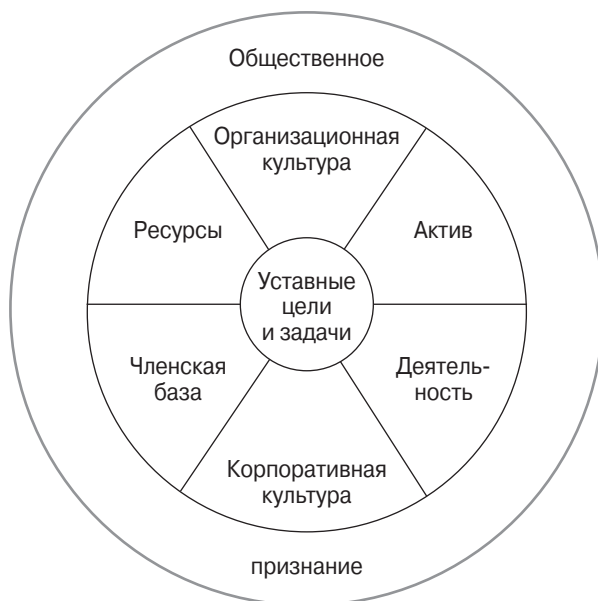 Общественное
Организационная
культура
Ресурсы
Актив
Уставные
цели
и задачи
Членская
база
Деятель-
ность
Корпоративная
культура
признание